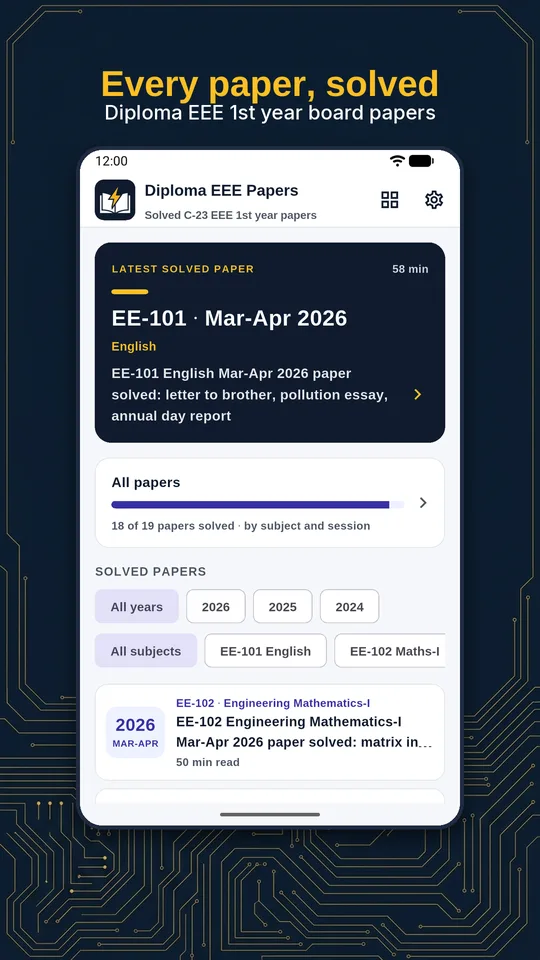 Every paper, solved
Diploma EEE 1st year board papers
12:00
Diploma EEE Papers
Solved C-23 EEE 1st year papers
LATEST SOLVED PAPER
58 min
EE-101 · Mar-Apr 2026
English
EE-101 English Mar-Apr 2026 paper
solved: letter to brother, pollution essay,
annual day report
All papers
18 of 19 papers solved · by subject and session
SOLVED PAPERS
All years
2026
2025
2024
All subjects
EE-101 English
EE-102 Maths-I
2026
MAR-APR
EE-102 · Engineering Mathematics-I
EE-102 Engineering Mathematics-I
Mar-Apr 2026 paper solved: matrix in...
50 min read